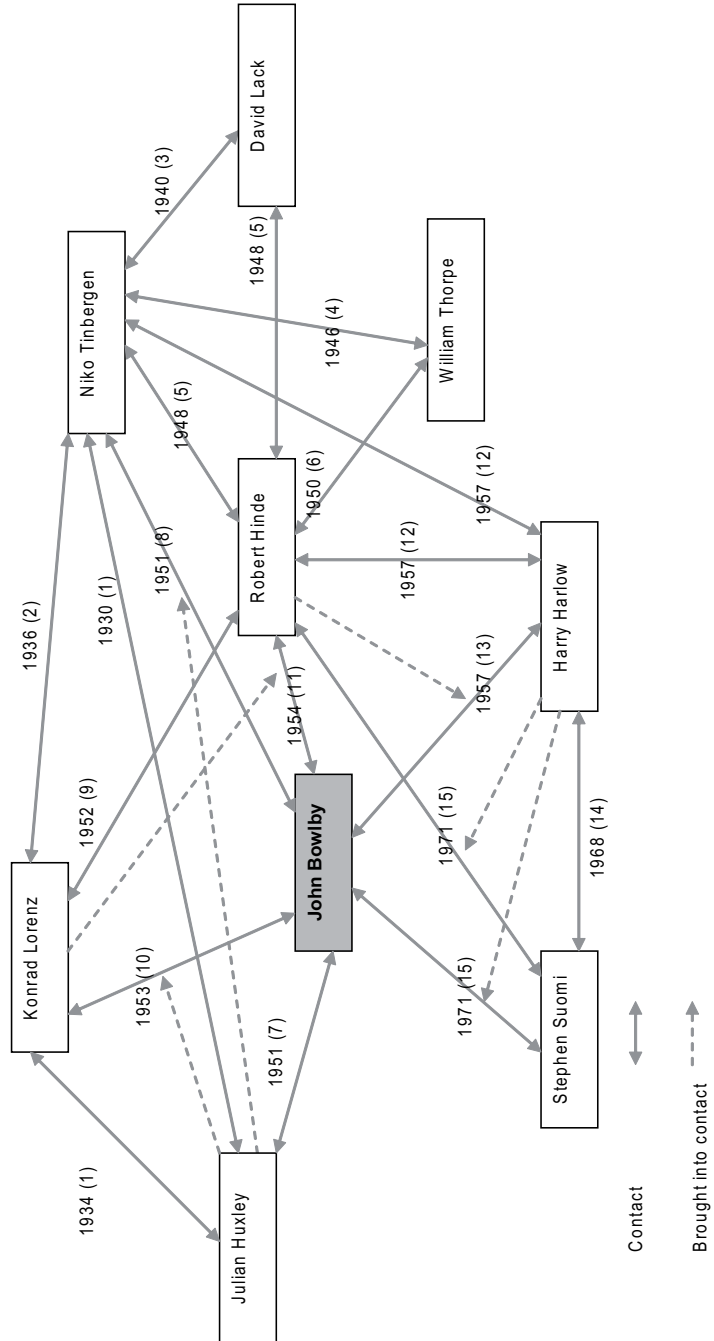 David Lack
1940 (3)
Niko Tinbergen
1948 (5)
1946 (4)
William Thorpe
1948 (5)
1950 (6)
1957 (12)
Robert Hinde
1957 (12)
1936 (2)
1930 (1)
1951 (8)
1954 (11)
1957 (13)
Harry Harlow
1952 (9)
John Bowlby
1971 (15)
1968 (14)
Konrad Lorenz
1953 (10)
1951 (7)
1971 (15)
Stephen Suomi
1934 (1)
Julian Huxley
Contact
Brought into contact